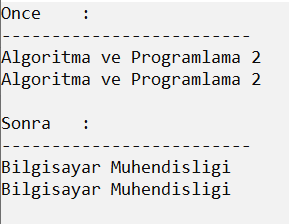 Once   :
-------------------------
Algoritma ve Programlama 2
Algoritma ve Programlama 2

Sonra  :
-------------------------
Bilgisayar Muhendisligi
Bilgisayar Muhendisligi